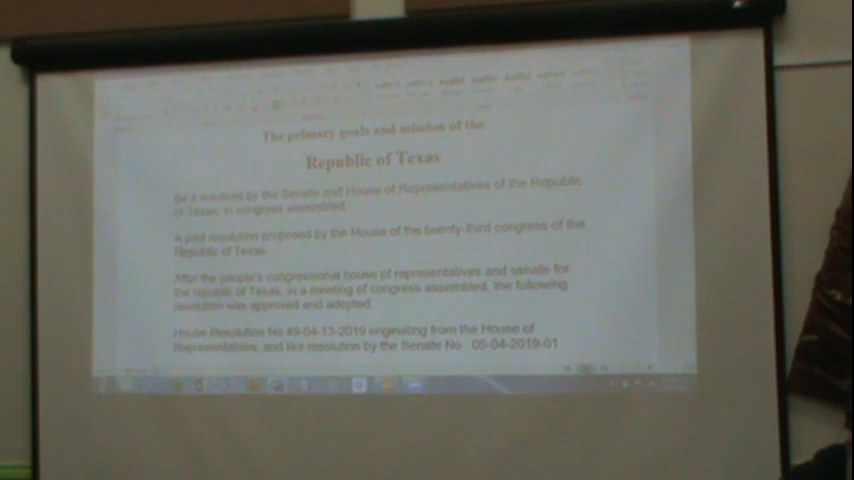 The primary goals and mission of the
Republic of Texas
Be it resolved by the Senate and House of Representatives of the Republic
of Texas, in congress assembled.
A joint resolution proposed by the House of the twenty-third congress of the
Republic of Texas
After the people's congressional house of representatives and senate for
the republic of Texas, in a meeting of congress assembled, the following
resolution was approved and adopted.
House Resolution No 49-04-13-2019 originating from the House of
Representatives, and like resolution by the Senate No 05-04-2019-01